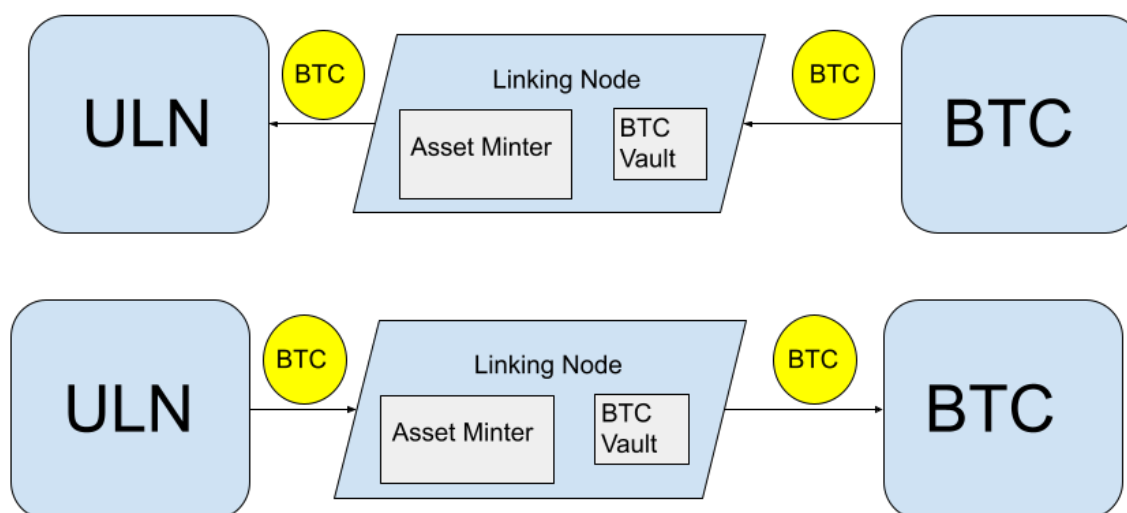 ULN
BTC
Linking Node
Asset Minter
BTC
Vault
BTC
BTC
ULN
BTC
Linking Node
Asset Minter
BTC
Vault
BTC
BTC